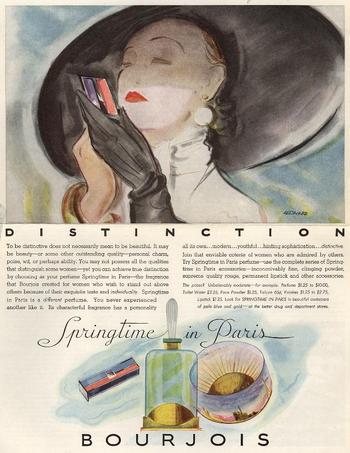 DISTINCTION
To be distinctive does not necessarily mean to be beautiful. It may
be beauty—or some other outstanding quality—personal charm,
poise, wit, or perhaps ability. You may not possess all the qualities
that distinguish some women—yet you can achieve true distinction
by choosing as your perfume Springtime in Paris—the fragrance
that Bourjois created for women who wish to stand out above
others because of their exquisite taste and individuality. Springtime
in Paris is a different perfume. You never experienced
another like it. Its characterful fragrance has a personality
all its own...modern...youthful...hinting sophistication...distinctive.
Join that enviable coterie of women who are admired by others.
Try Springtime in Paris perfume—use the complete series of Spring-
time in Paris accessories—inconceivably fine, clinging powder,
supreme quality rouge, permanent lipstick and other accessories.
The prices? Unbelievably moderate—for example. Perfume $1.25 to $10.00,
Toilet Water $2.25, Face Powder $1.25, Talcum 60¢, Vanities $1.25 to $2.75,
Lipstick $1.25. Look for SPRINGTIME IN PARIS in beautiful containers
of pale blue and gold—at the better drug and department stores.
Springtime in Paris
BOURJOIS